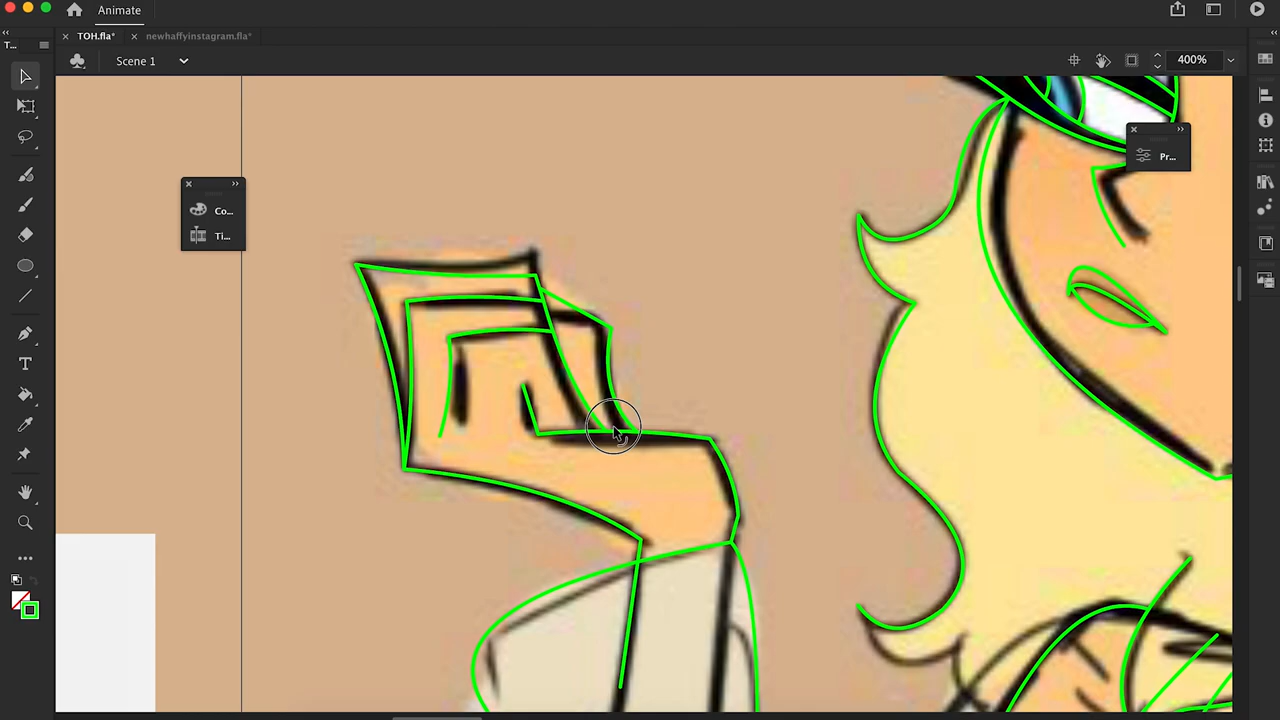 Animate
T...
TOH.fla*
newhaffyinstagram.fla*
Scene 1
400%
Pr...
Co...
Ti...
T